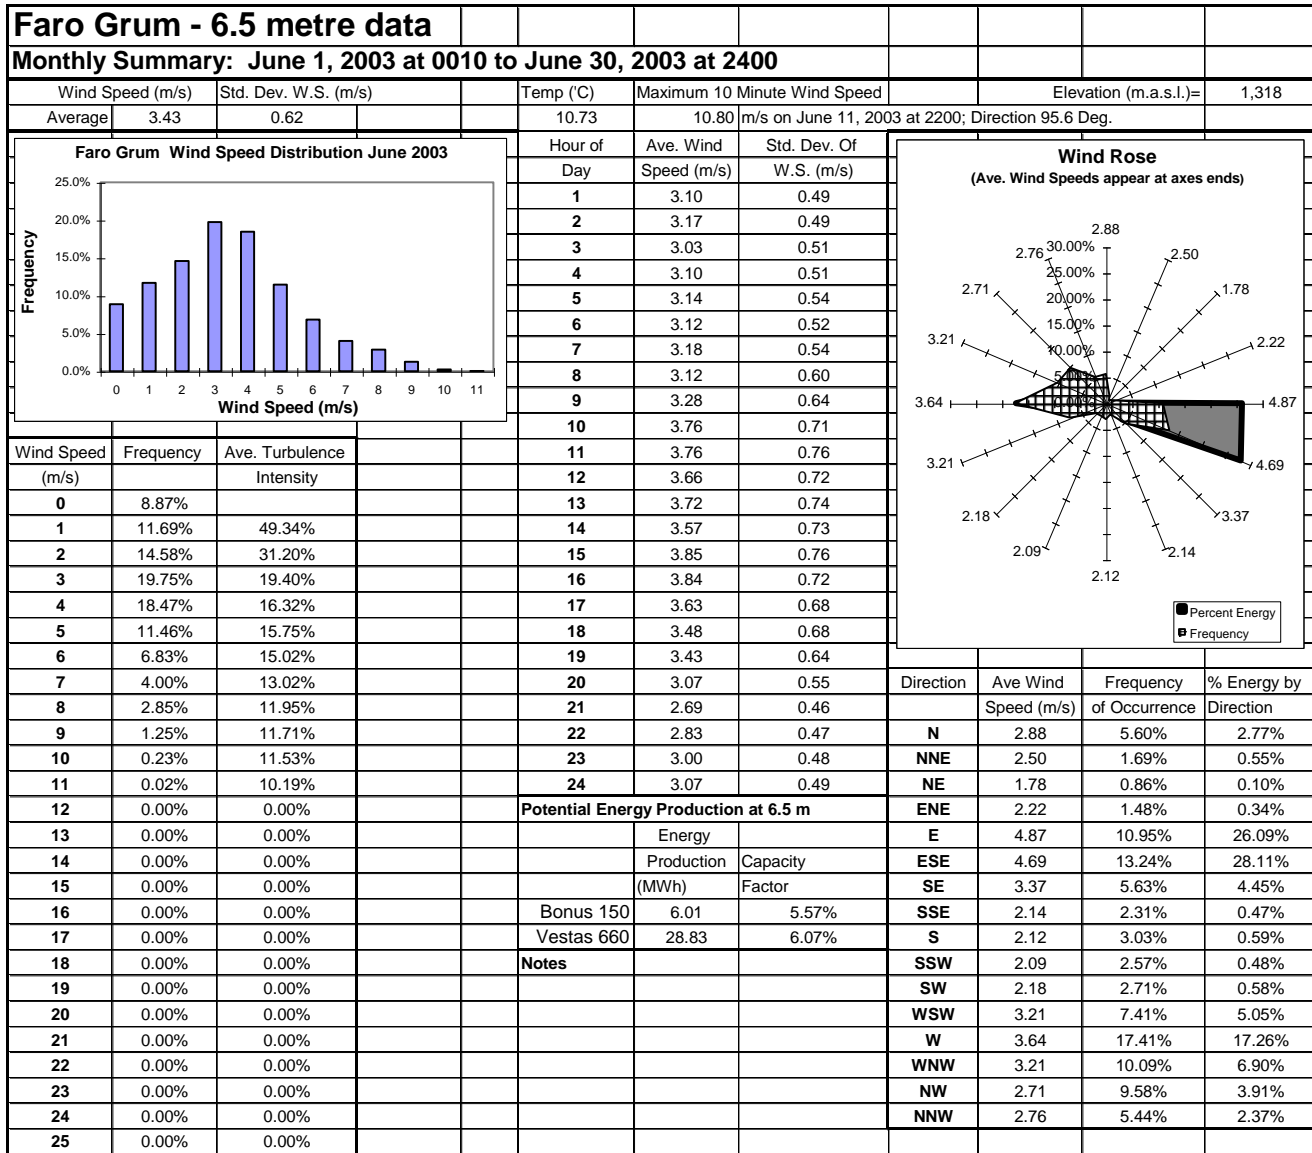 Faro Grum - 6.5 metre data
Monthly Summary: June 1, 2003 at 0010 to June 30, 2003 at 2400
Wind Speed (m/s) Std. Dev. W.S. (m/s) Temp ('C) Maximum 10 Minute Wind Speed Elevation (m.a.s.l.)= 1,318
Average 3.43 0.62 10.73 10.80 m/s on June 11, 2003 at 2200; Direction 95.6 Deg.
Faro Grum Wind Speed Distribution June 2003
Frequency
25.0%
20.0%
15.0%
10.0%
5.0%
0.0%
0 1 2 3 4 5 6 7 8 9 10 11
Wind Speed (m/s)
Wind Speed Frequency Ave. Turbulence
(m/s) Intensity
0 8.87%
1 11.69% 49.34%
2 14.58% 31.20%
3 19.75% 19.40%
4 18.47% 16.32%
5 11.46% 15.75%
6 6.83% 15.02%
7 4.00% 13.02%
8 2.85% 11.95%
9 1.25% 11.71%
10 0.23% 11.53%
11 0.02% 10.19%
12 0.00% 0.00%
13 0.00% 0.00%
14 0.00% 0.00%
15 0.00% 0.00%
16 0.00% 0.00%
17 0.00% 0.00%
18 0.00% 0.00%
19 0.00% 0.00%
20 0.00% 0.00%
21 0.00% 0.00%
22 0.00% 0.00%
23 0.00% 0.00%
24 0.00% 0.00%
25 0.00% 0.00%
Hour of Ave. Wind Std. Dev. Of
Day Speed (m/s) W.S. (m/s)
1 3.10 0.49
2 3.17 0.49
3 3.03 0.51
4 3.10 0.51
5 3.14 0.54
6 3.12 0.52
7 3.18 0.54
8 3.12 0.60
9 3.28 0.64
10 3.76 0.71
11 3.76 0.76
12 3.66 0.72
13 3.72 0.74
14 3.57 0.73
15 3.85 0.76
16 3.84 0.72
17 3.63 0.68
18 3.48 0.68
19 3.43 0.64
20 3.07 0.55
21 2.69 0.46
22 2.83 0.47
23 3.00 0.48
24 3.07 0.49
Potential Energy Production at 6.5 m
Energy
Production Capacity
(MWh) Factor
Bonus 150 6.01 5.57%
Vestas 660 28.83 6.07%
Notes
Wind Rose
(Ave. Wind Speeds appear at axes ends)
2.88
2.76 30.00% 2.50
25.00%
2.71 20.00% 1.78
15.00%
3.21 10.00% 2.22
5.00%
3.64 0.00% 4.87
3.21 4.69
2.18 3.37
2.09 2.14
2.12
Percent Energy
Frequency
Direction Ave Wind Frequency % Energy by
Speed (m/s) of Occurrence Direction
N 2.88 5.60% 2.77%
NNE 2.50 1.69% 0.55%
NE 1.78 0.86% 0.10%
ENE 2.22 1.48% 0.34%
E 4.87 10.95% 26.09%
ESE 4.69 13.24% 28.11%
SE 3.37 5.63% 4.45%
SSE 2.14 2.31% 0.47%
S 2.12 3.03% 0.59%
SSW 2.09 2.57% 0.48%
SW 2.18 2.71% 0.58%
WSW 3.21 7.41% 5.05%
W 3.64 17.41% 17.26%
WNW 3.21 10.09% 6.90%
NW 2.71 9.58% 3.91%
NNW 2.76 5.44% 2.37%